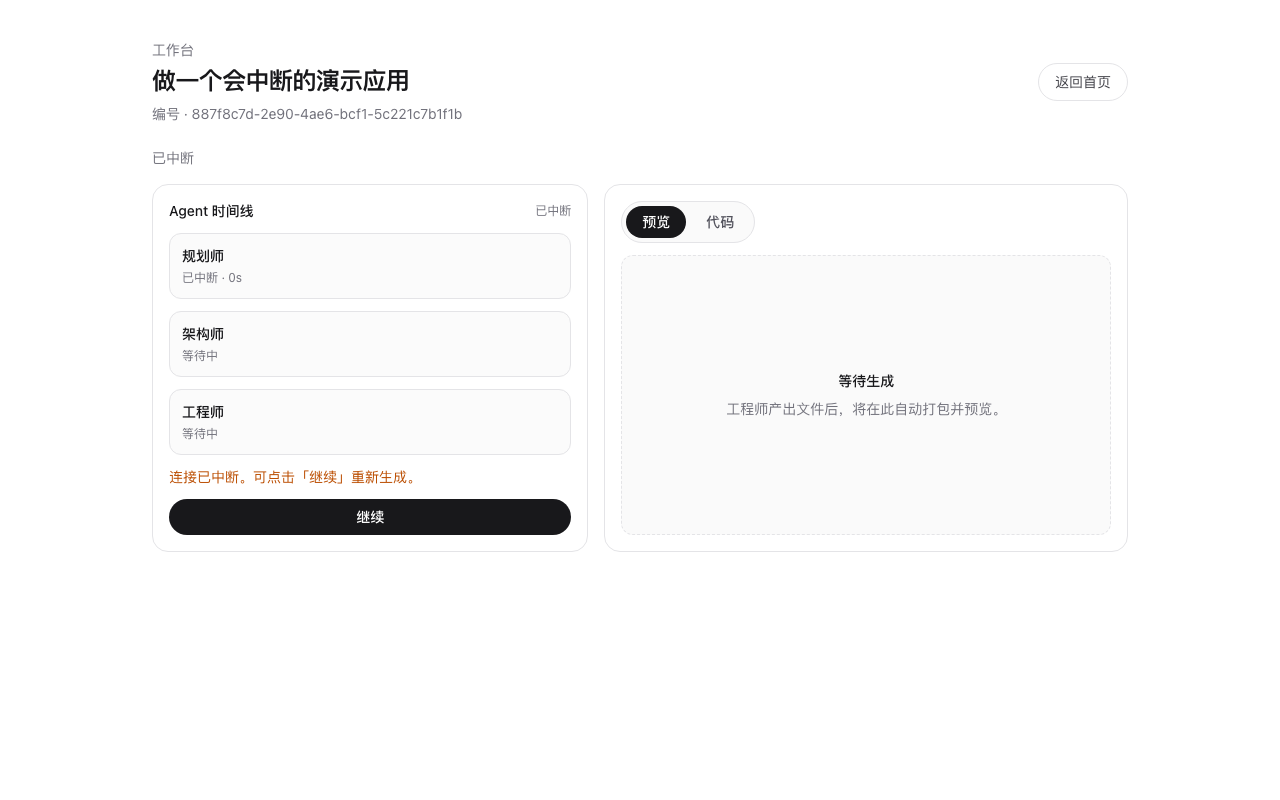 工作台
做一个会中断的演示应用
编号 · 887f8c7d-2e90-4ae6-bcf1-5c221c7b1f1b
返回首页
已中断
Agent 时间线
已中断
规划师
已中断 · 0s
架构师
等待中
工程师
等待中
连接已中断。可点击「继续」重新生成。
继续
预览
代码
等待生成
工程师产出文件后，将在此自动打包并预览。